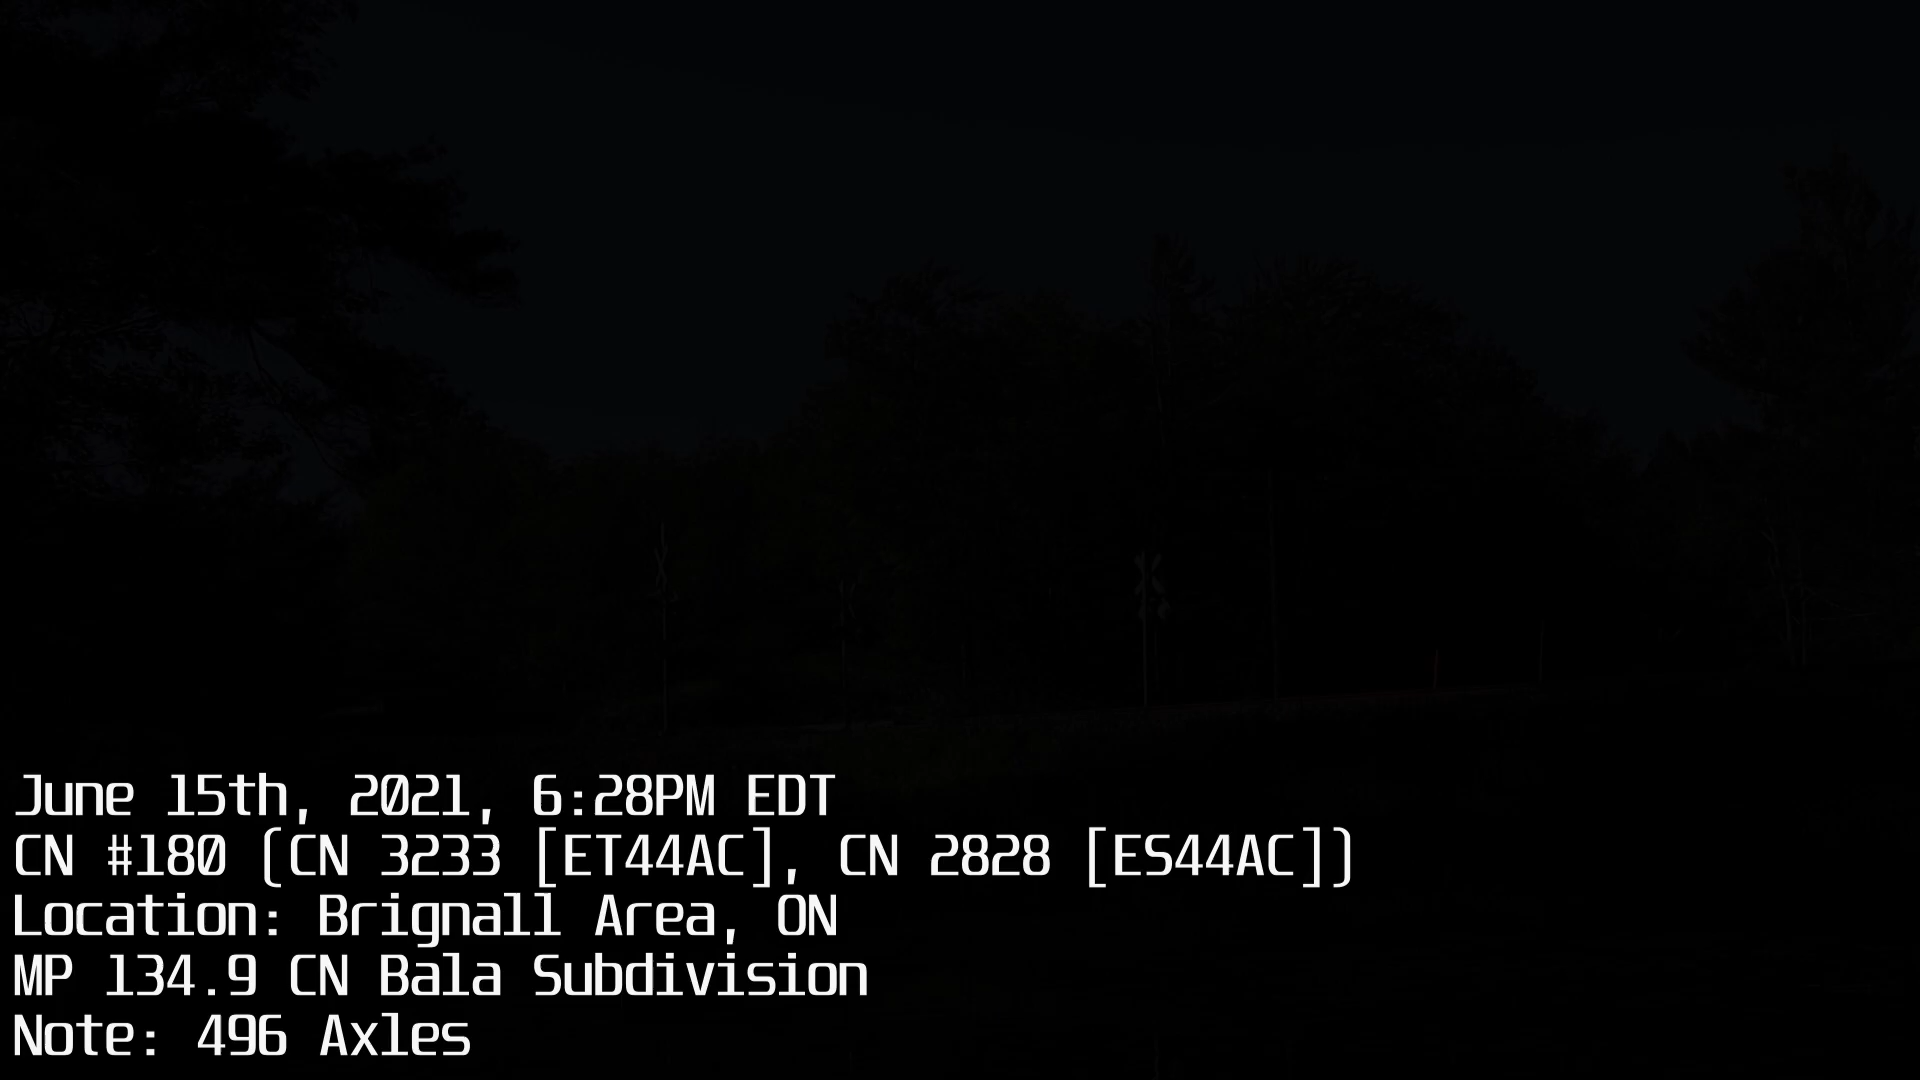 June 15th, 2021, 6:28PM EDT
CN #180 (CN 3233 [ET44AC], CN 2828 [ES44AC])
Location: Brignall Area, ON
MP 134.9 CN Bala Subdivision
Note: 496 Axles